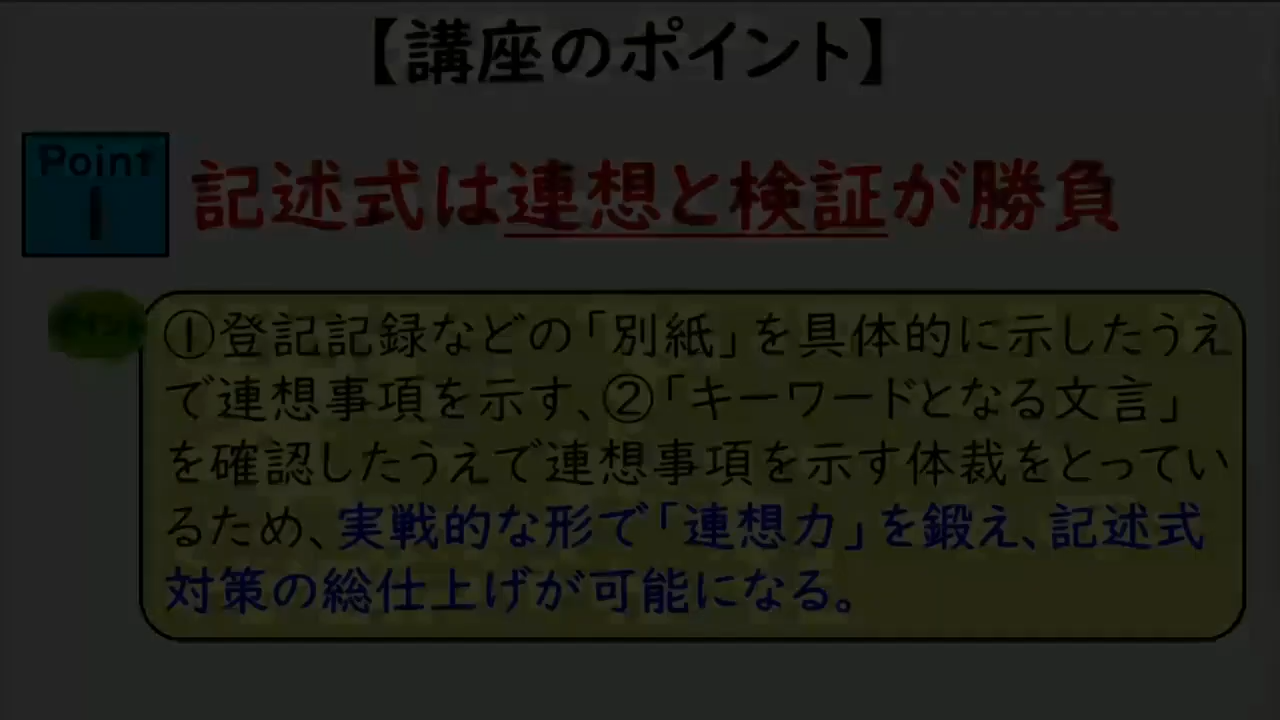 【講座のポイント】
Point
1
記述式は連想と検証が勝負
ポイント
①登記記録などの「別紙」を具体的に示したうえ
で連想事項を示す、②「キーワードとなる文言」
を確認したうえで連想事項を示す体裁をとってい
るため、実戦的な形で「連想力」を鍛え、記述式
対策の総仕上げが可能になる。